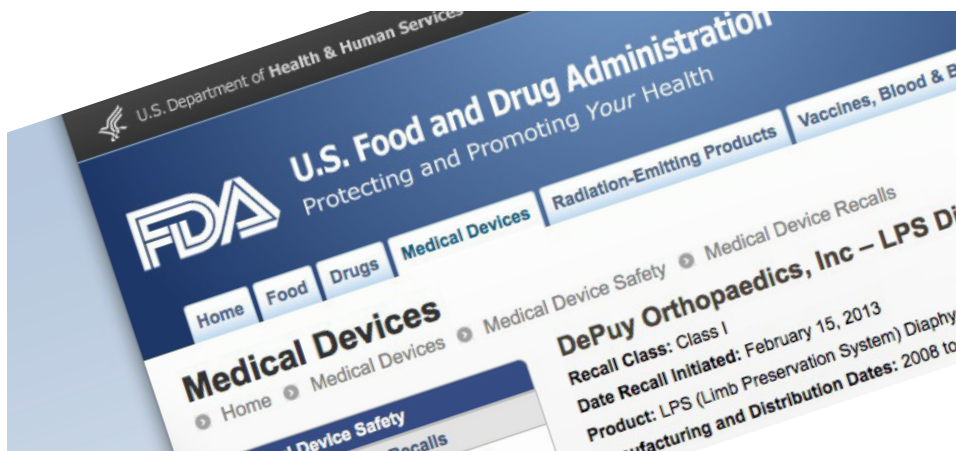 U.S. Department of Health & Human Services
FDA
U.S. Food and Drug Administration
Protecting and Promoting Your Health
Home
Food
Drugs
Medical Devices
Radiation-Emitting Products
Vaccines, Blood & B
Medical Devices
Home Medical Devices Medical Device Safety Medical Device Recalls
Device Safety
Recalls
DePuy Orthopaedics, Inc – LPS Di
Recall Class: Class I
Date Recall Initiated: February 15, 2013
Product: LPS (Limb Preservation System) Diaphy
ufacturing and Distribution Dates: 2008 to